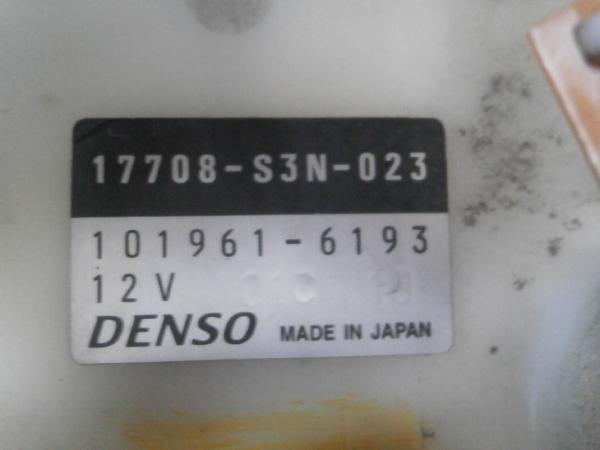 17708-S3N-023
101961-6193
12V
DENSO MADE IN JAPAN